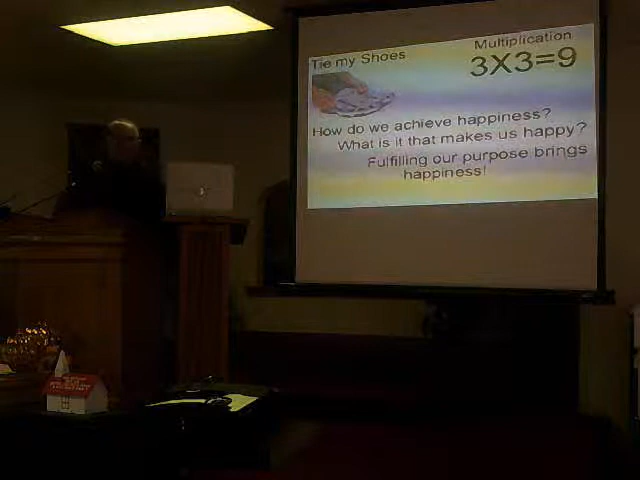 Tie my Shoes
Multiplication
3X3=9
How do we achieve happiness?
What is it that makes us happy?
Fulfilling our purpose brings
happiness!